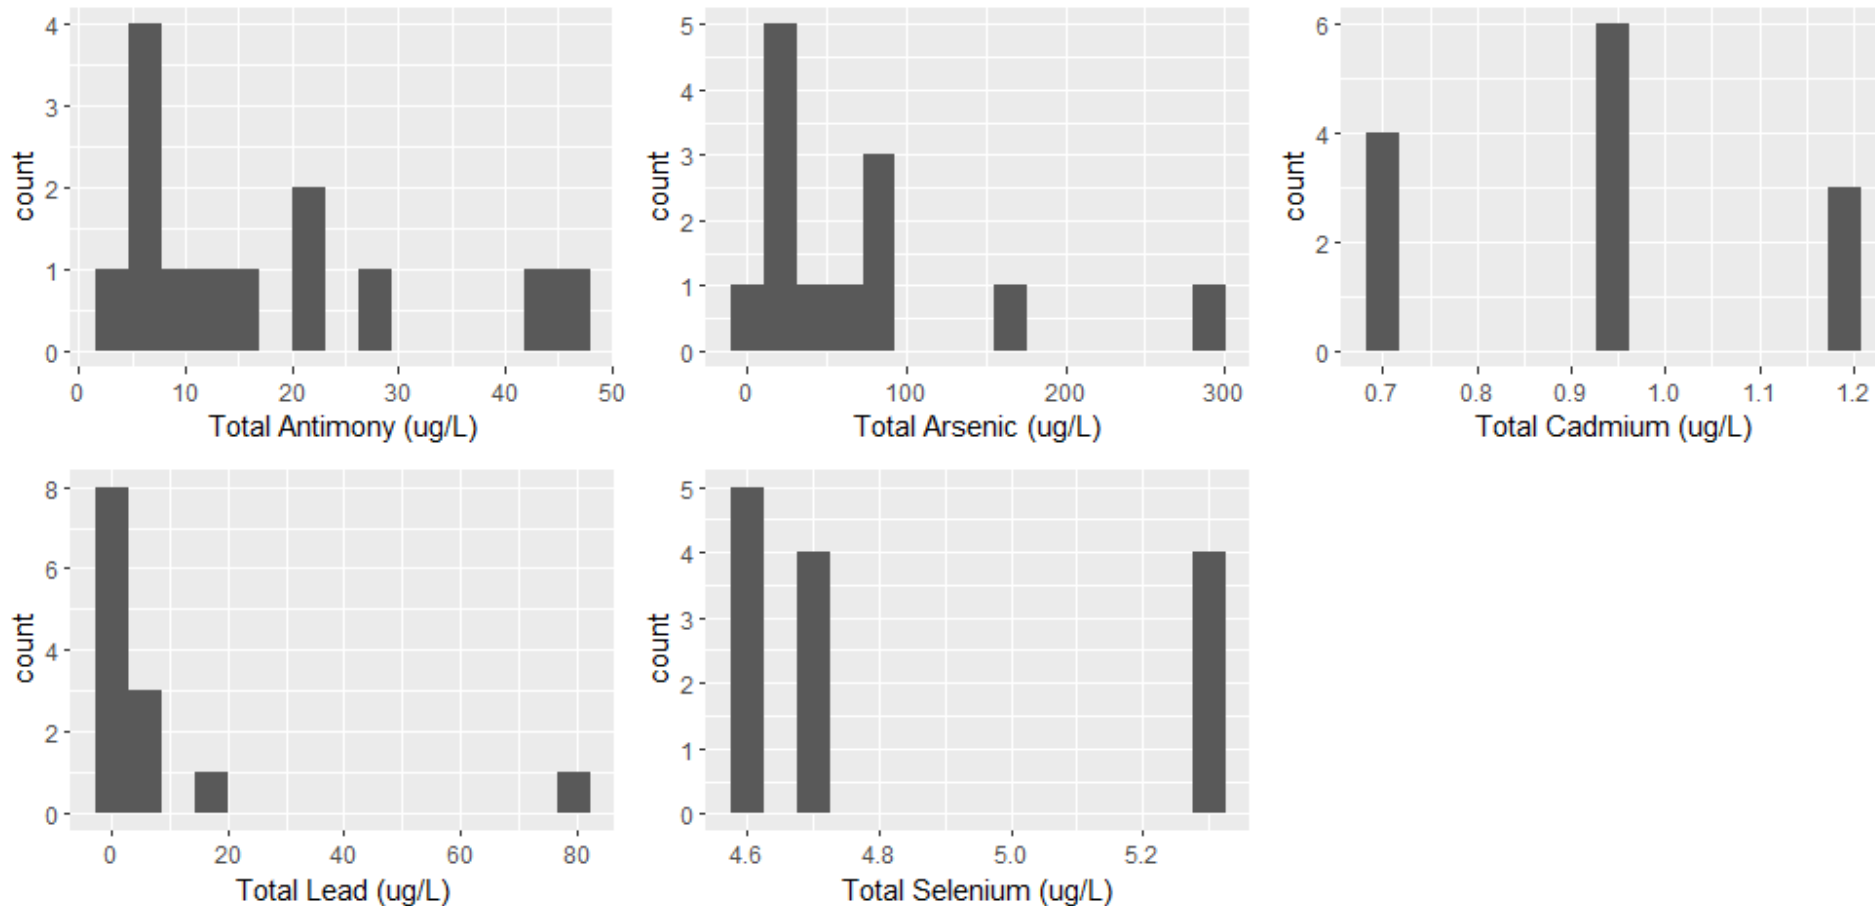 4
3
2
1
0
count
0 10 20 30 40 50
Total Antimony (ug/L)
5
4
3
2
1
0
count
0 100 200 300
Total Arsenic (ug/L)
6
4
2
0
count
0.7 0.8 0.9 1.0 1.1 1.2
Total Cadmium (ug/L)
8
6
4
2
0
count
0 20 40 60 80
Total Lead (ug/L)
5
4
3
2
1
0
count
4.6 4.8 5.0 5.2
Total Selenium (ug/L)